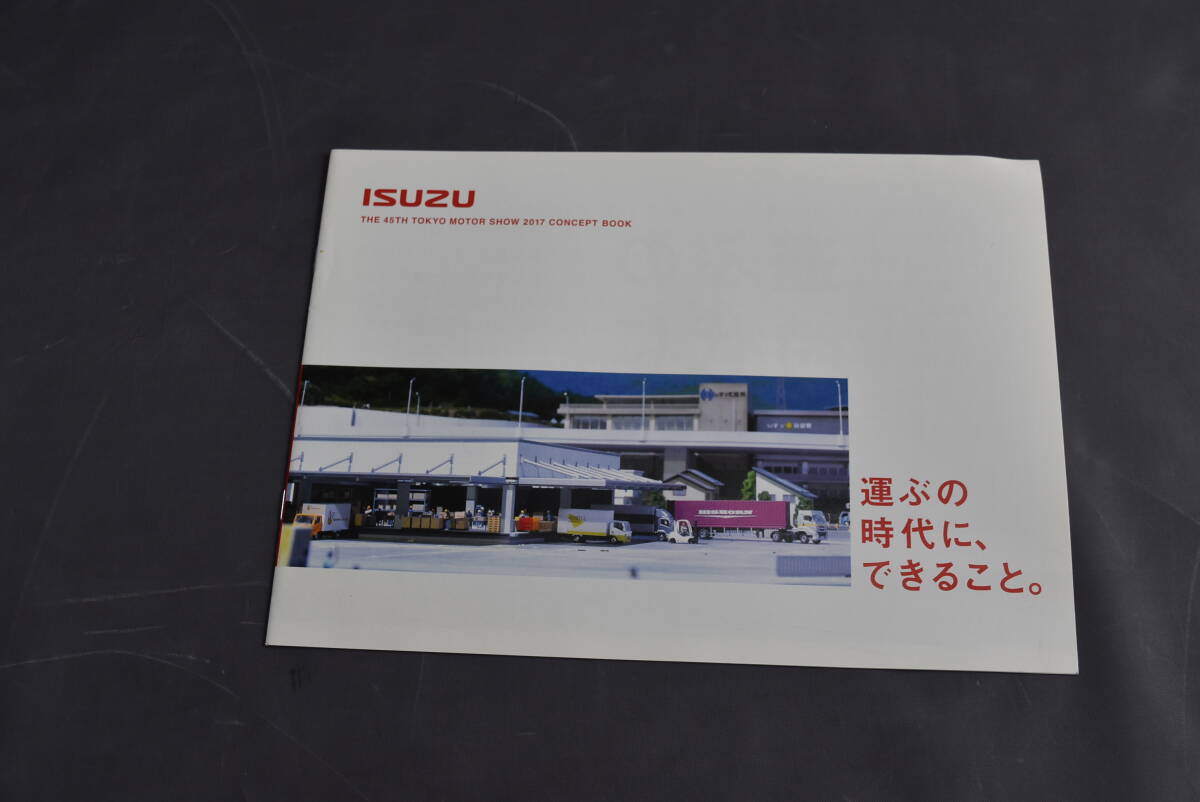 ISUZU
THE 45TH TOKYO MOTOR SHOW 2017 CONCEPT BOOK
HIGHORN
運ぶの
時代に、
できること。